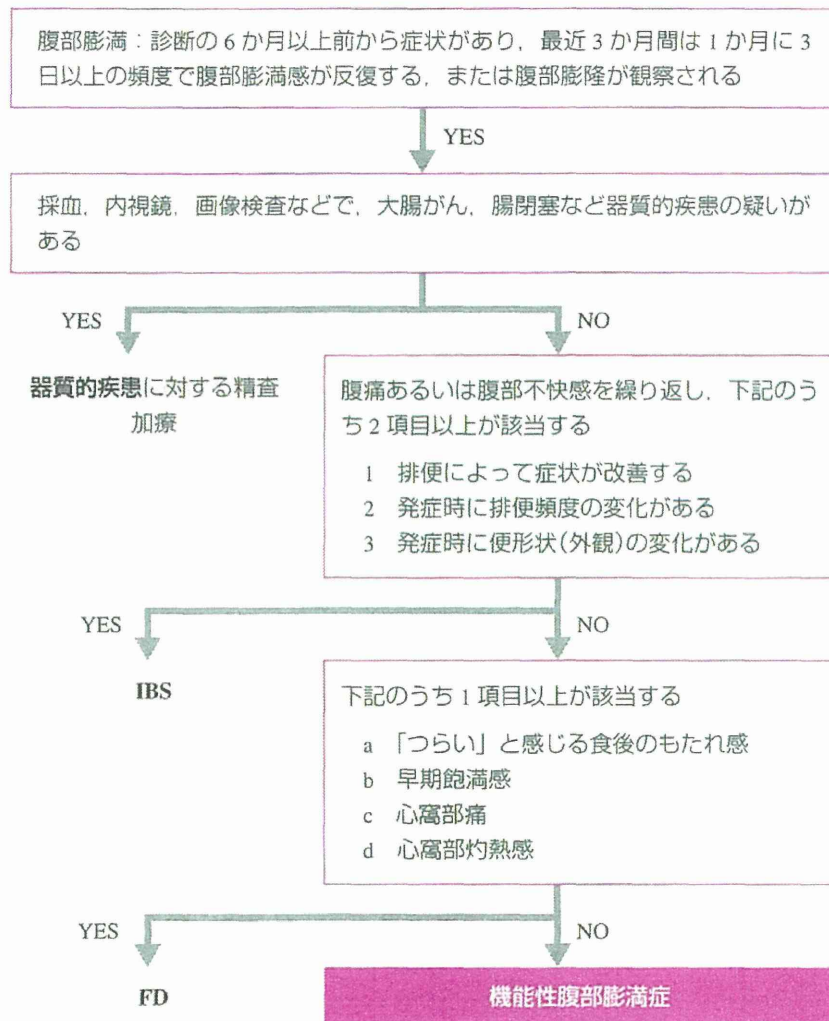 腹部膨満：診断の6か月以上前から症状があり，最近3か月間は1か月に3
日以上の頻度で腹部膨満感が反復する，または腹部膨隆が観察される
YES
採血，内視鏡，画像検査などで，大腸がん，腸閉塞など器質的疾患の疑いが
ある
YES
NO
器質的疾患に対する精査
加療
腹痛あるいは腹部不快感を繰り返し，下記のう
ち2項目以上が該当する
1 排便によって症状が改善する
2 発症時に排便頻度の変化がある
3 発症時に便形状(外観)の変化がある
YES
NO
IBS
下記のうち1項目以上が該当する
a 「つらい」と感じる食後のもたれ感
b 早期飽満感
c 心窩部痛
d 心窩部灼熱感
YES
NO
FD
機能性腹部膨満症